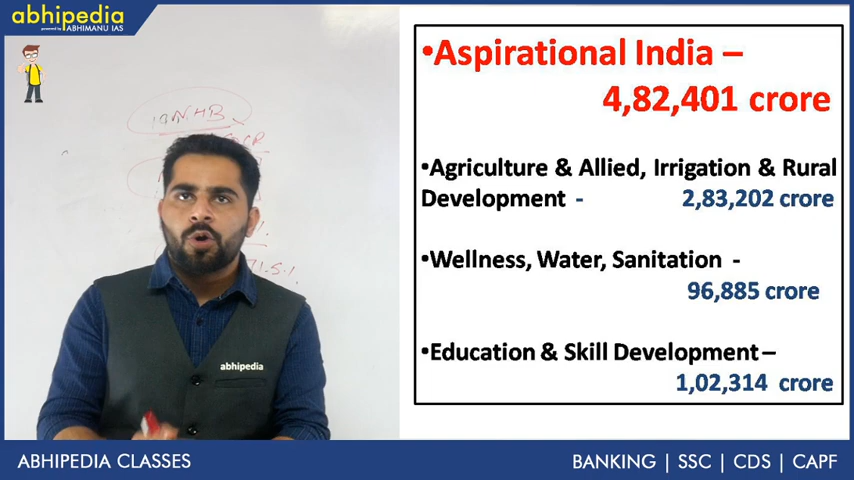 abhipedia
powered by ABHIMANU IAS
•Aspirational India –
4,82,401 crore
•Agriculture & Allied, Irrigation & Rural
Development - 2,83,202 crore
•Wellness, Water, Sanitation -
96,885 crore
•Education & Skill Development –
1,02,314 crore
abhipedia
ABHIPEDIA CLASSES
BANKING | SSC | CDS | CAPF